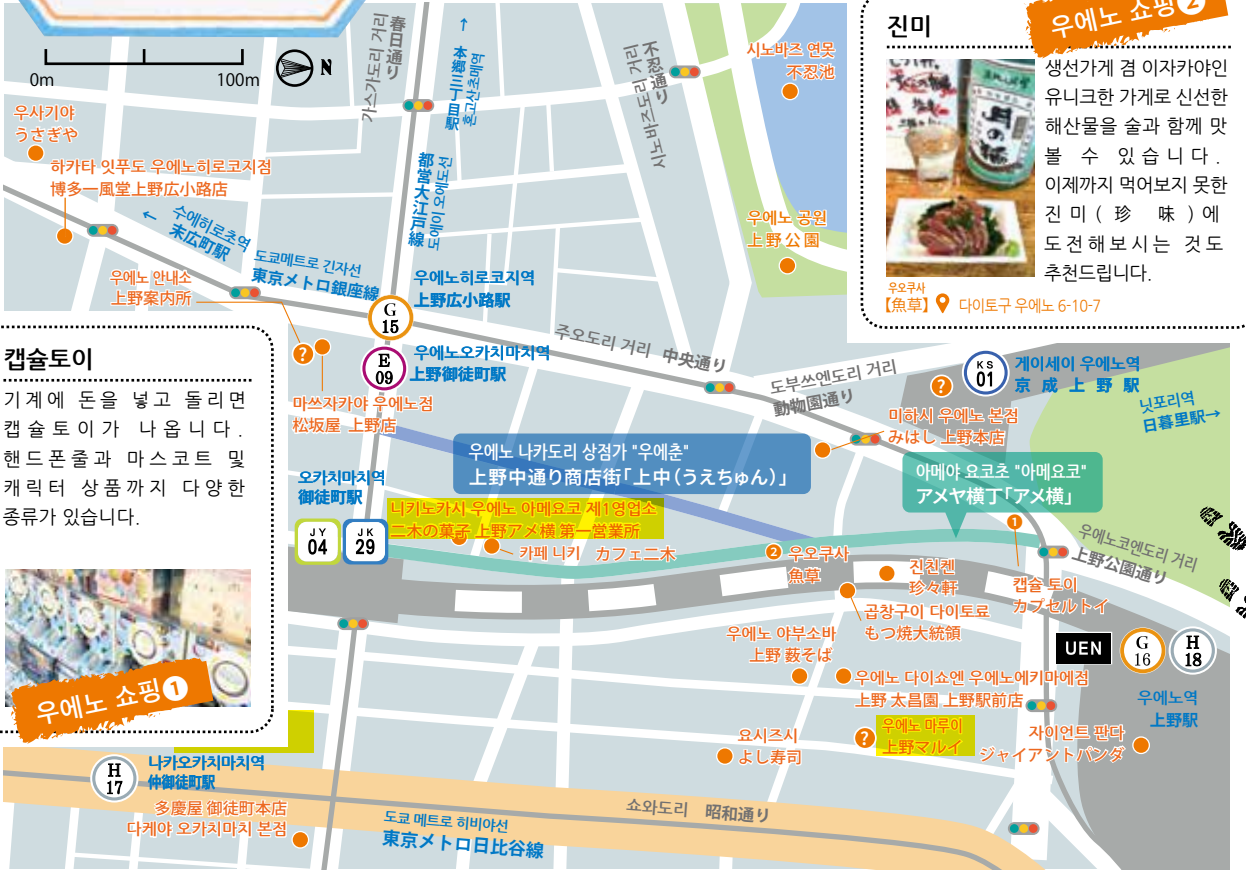 0m
100m
N
가스가도리 거리
春日通り
↑
本郷三丁目駅
혼고산초메역
시노바즈도리 거리
不忍通り
시노바즈 연못
不忍池
우사기야
うさぎや
하카타 잇푸도 우에노히로코지점
博多一風堂上野広小路店
←
수에히로초역
末広町駅
都営大江戸線
도에이 오에도선
도쿄메트로 긴자선
東京メトロ銀座線
우에노 공원
上野公園
우에노 안내소
上野案内所
우에노히로코지역
上野広小路駅
G
15
E
09
우에노오카치마치역
上野御徒町駅
?
마쓰자카야 우에노점
松坂屋 上野店
주오도리 거리 中央通り
도부쓰엔도리 거리
動物園通り
진미
우에노 쇼핑❷
생선가게 겸 이자카야인
유니크한 가게로 신선한
해산물을 술과 함께 맛
볼 수 있습니다.
이제까지 먹어보지 못한
진미(珍味)에
도전해보시는 것도
추천드립니다.
우오쿠사
【魚草】 다이토구 우에노 6-10-7
캡슐토이
기계에 돈을 넣고 돌리면
캡슐토이가 나옵니다.
핸드폰줄과 마스코트 및
캐릭터 상품까지 다양한
종류가 있습니다.
우에노 쇼핑❶
?
KS
01
게이세이 우에노역
京成上野駅
미하시 우에노 본점
みはし 上野本店
닛포리역
日暮里駅→
우에노 나카도리 상점가 "우에춘"
上野中通り商店街「上中(うえちゅん)」
아메야 요코초 "아메요코"
アメヤ横丁「アメ横」
오카치마치역
御徒町駅
JY
04
JK
29
니키노카시 우에노 아메요코 제1영업소
二木の菓子 上野アメ横 第一営業所
카페 니키 カフェ二木
❷ 우오쿠사
魚草
진친켄
珍々軒
❶
캡슐 토이
カプセルトイ
우에노코엔도리 거리
上野公園通り
곱창구이 다이토료
もつ焼大統領
우에노 야부소바
上野 薮そば
우에노 다이쇼엔 우에노에키마에점
上野 太昌園 上野駅前店
UEN
G
16
H
18
우에노역
上野駅
?
우에노 마루이
上野マルイ
요시즈시
よし寿司
자이언트 판다
ジャイアントパンダ
H
17
나카오카치마치역
仲御徒町駅
多慶屋 御徒町本店
다케야 오카치마치 본점
도쿄 메트로 히비야선
東京メトロ日比谷線
쇼와도리 昭和通り